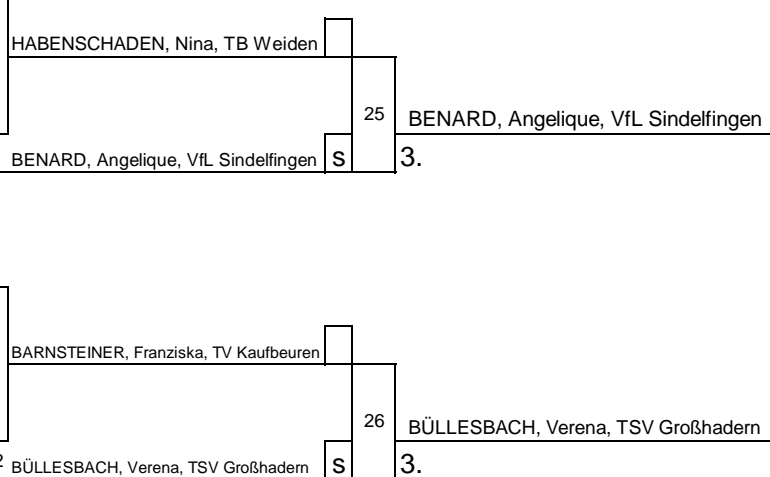 HABENSCHADEN, Nina, TB Weiden
25
BENARD, Angelique, VfL Sindelfingen
BENARD, Angelique, VfL Sindelfingen s
3.
BARNSTEINER, Franziska, TV Kaufbeuren
26
BÜLLESBACH, Verena, TSV Großhadern
2 BÜLLESBACH, Verena, TSV Großhadern s
3.